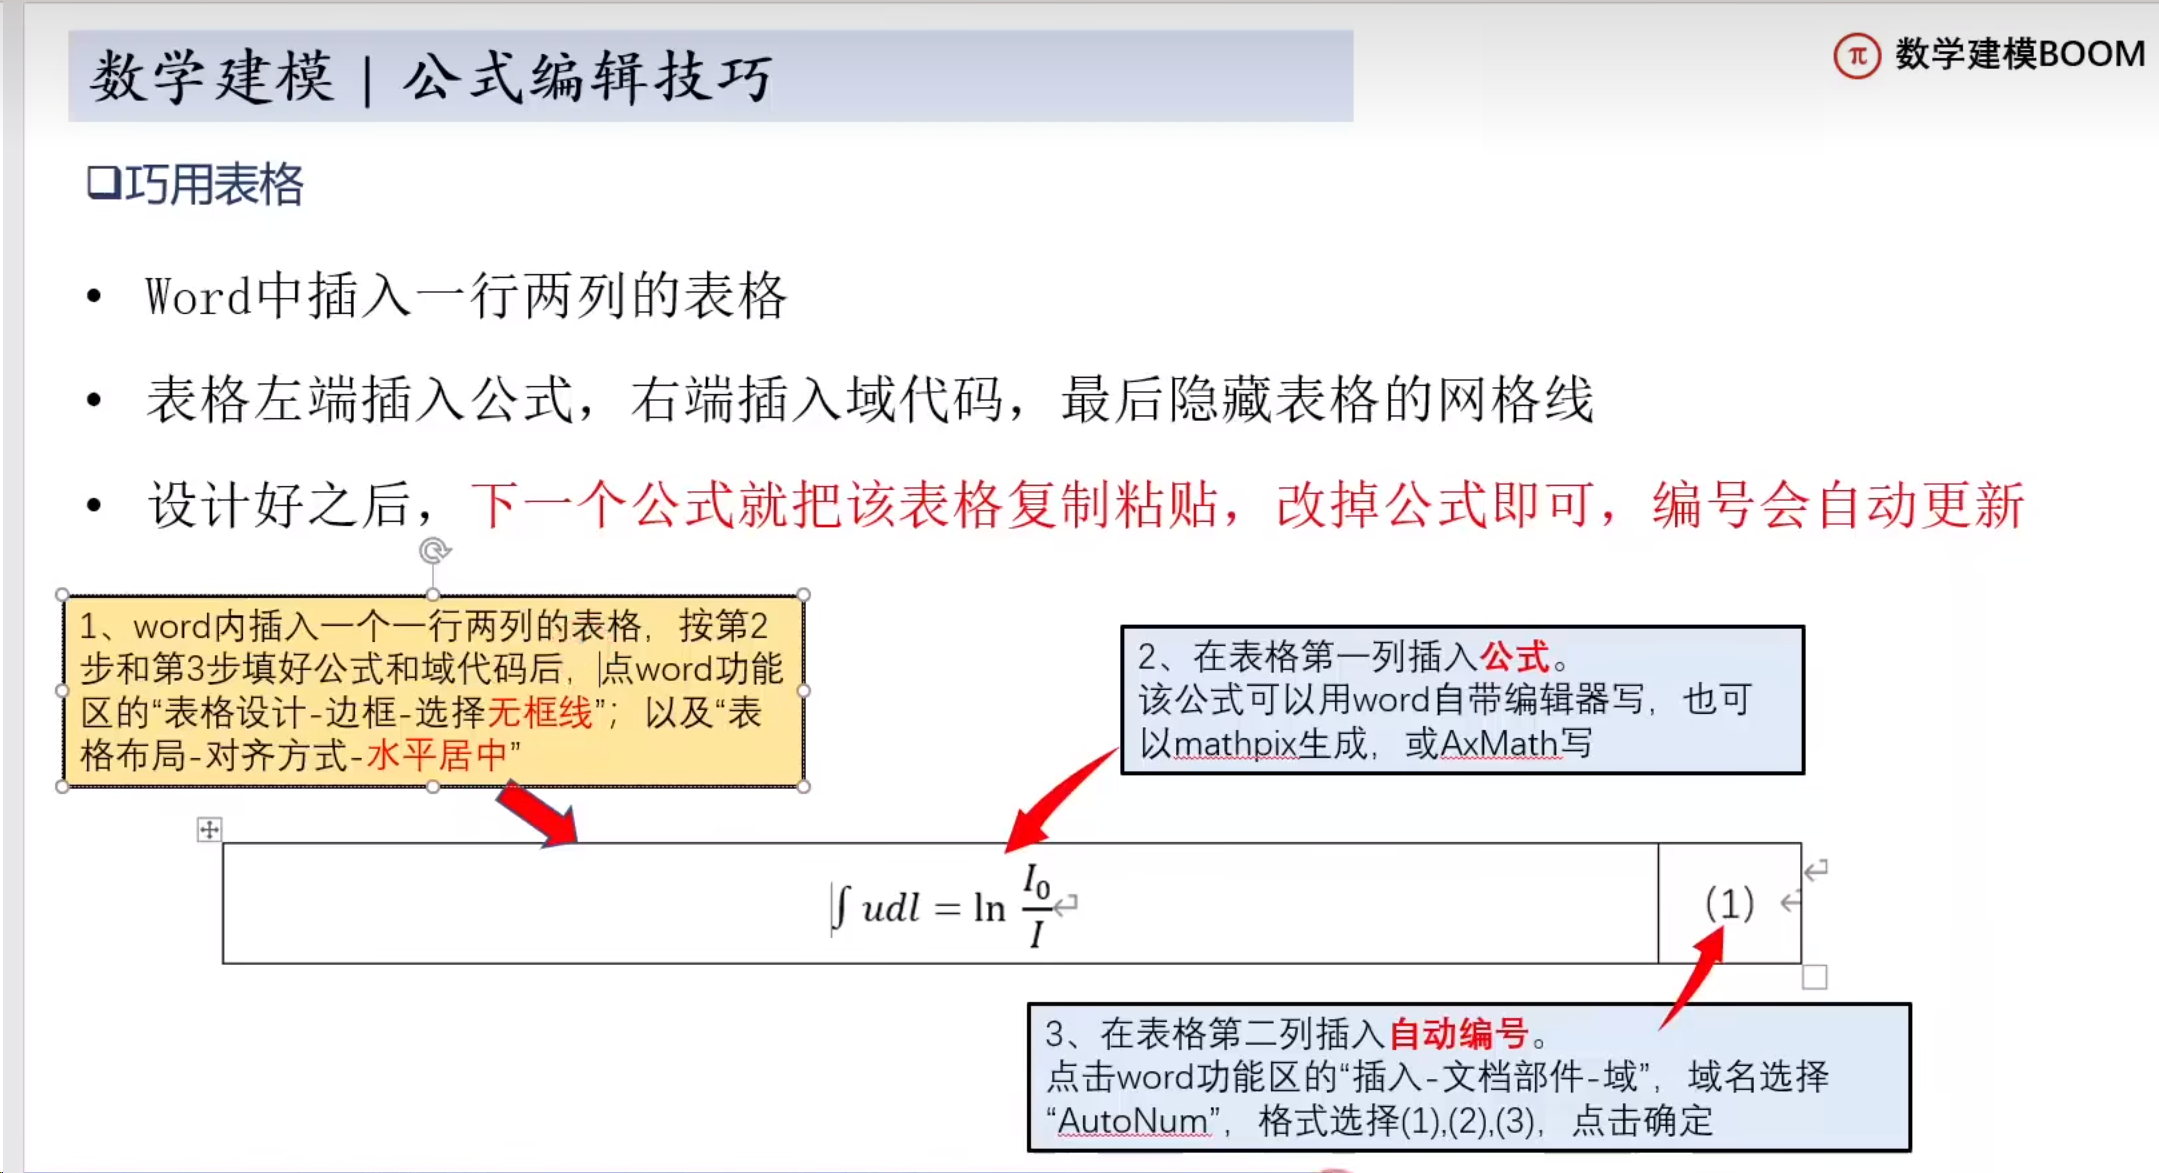 数学建模 | 公式编辑技巧
π 数学建模BOOM
❑巧用表格
• Word中插入一行两列的表格
• 表格左端插入公式，右端插入域代码，最后隐藏表格的网格线
• 设计好之后，下一个公式就把该表格复制粘贴，改掉公式即可，编号会自动更新
1、word内插入一个一行两列的表格，按第2
步和第3步填好公式和域代码后，点word功能
区的“表格设计-边框-选择无框线”；以及“表
格布局-对齐方式-水平居中”
2、在表格第一列插入公式。
该公式可以用word自带编辑器写，也可
以mathpix生成，或AxMath写
∫ udl = ln I₀/I
(1)
3、在表格第二列插入自动编号。
点击word功能区的“插入-文档部件-域”，域名选择
“AutoNum”，格式选择(1),(2),(3)，点击确定